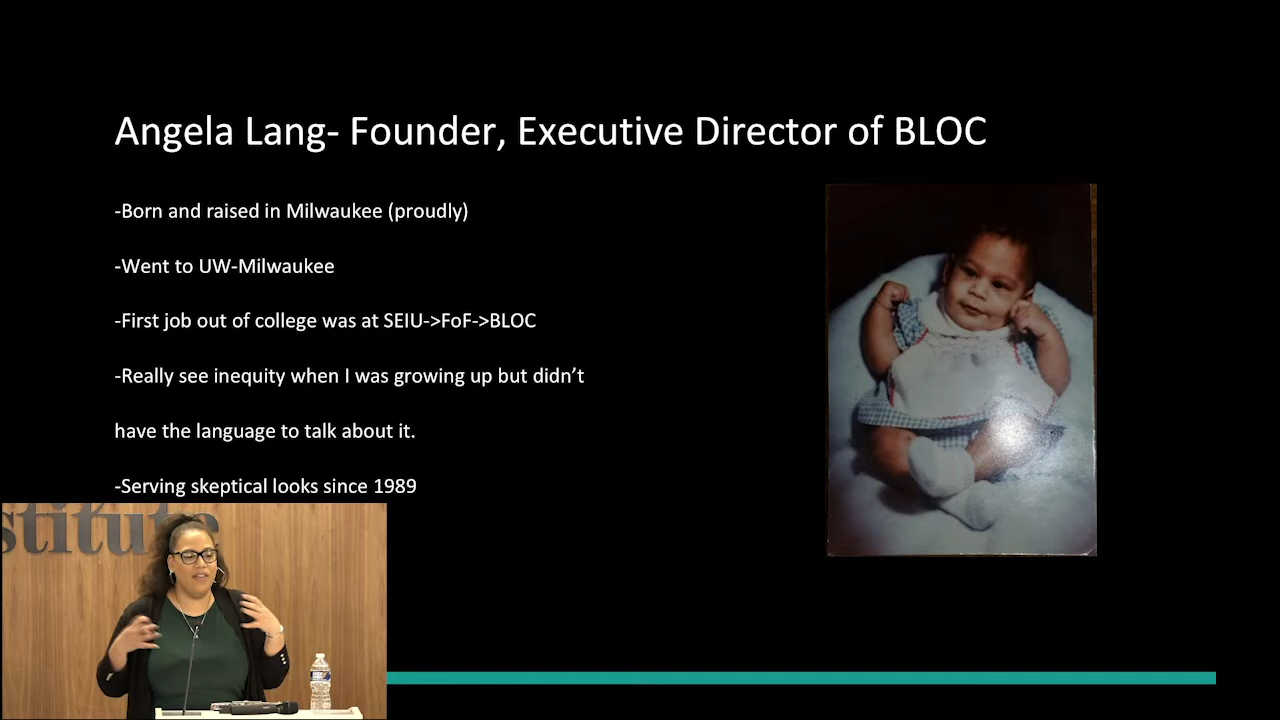 Angela Lang- Founder, Executive Director of BLOC
-Born and raised in Milwaukee (proudly)
-Went to UW-Milwaukee
-First job out of college was at SEIU->FoF->BLOC
-Really see inequity when I was growing up but didn’t
have the language to talk about it.
-Serving skeptical looks since 1989
stitute